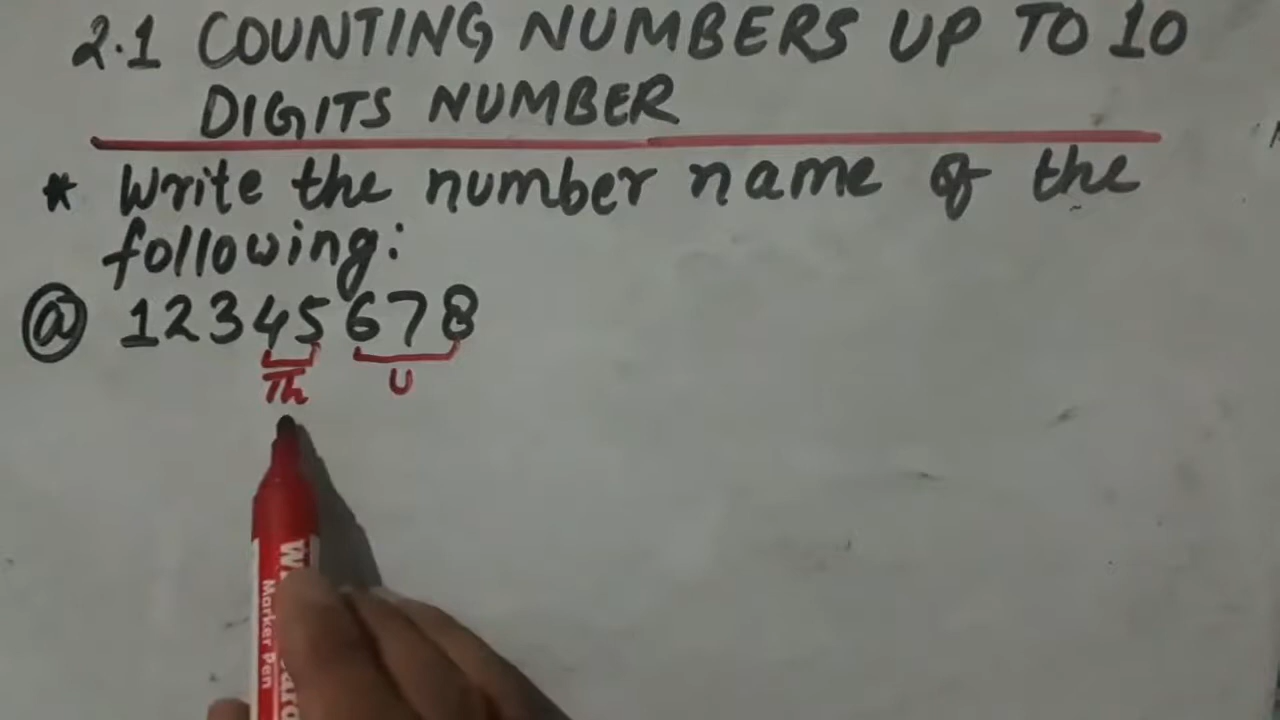 2.1 COUNTING NUMBERS UP TO 10
DIGITS NUMBER
* Write the number name of the
following:
@ 12345678
Th U
Marker Pen